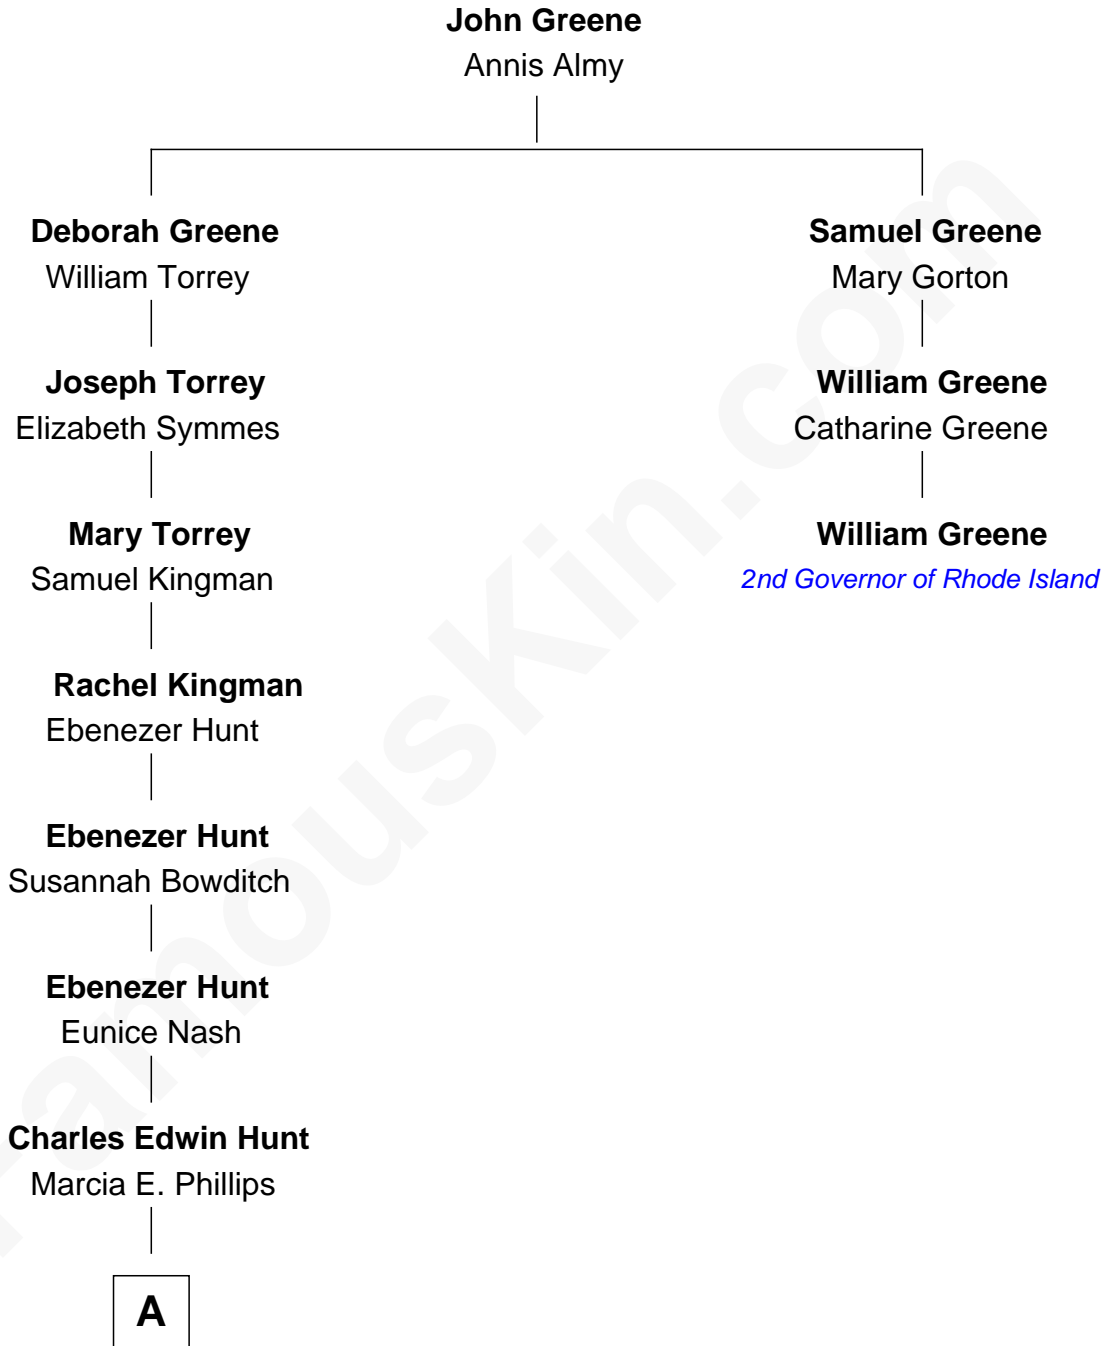 John Greene
Annis Almy
Deborah Greene
William Torrey
Samuel Greene
Mary Gorton
Joseph Torrey
Elizabeth Symmes
William Greene
Catharine Greene
Mary Torrey
Samuel Kingman
William Greene
2nd Governor of Rhode Island
Rachel Kingman
Ebenezer Hunt
Ebenezer Hunt
Susannah Bowditch
Ebenezer Hunt
Eunice Nash
Charles Edwin Hunt
Marcia E. Phillips
A
FamousKin.com